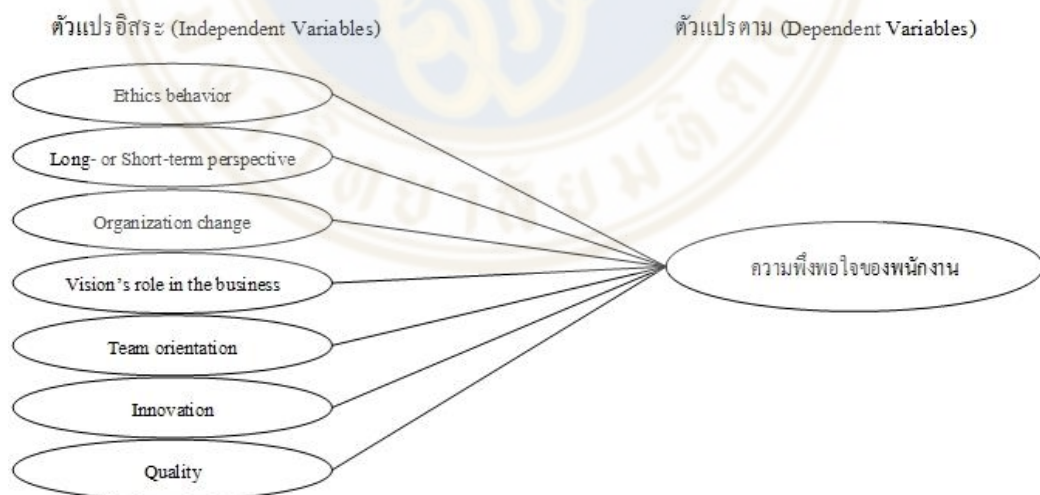 ตัวแปรอิสระ (Independent Variables)
ตัวแปรตาม (Dependent Variables)
Ethics behavior
Long- or Short-term perspective
Organization change
Vision’s role in the business
Team orientation
Innovation
Quality
ความพึงพอใจของพนักงาน